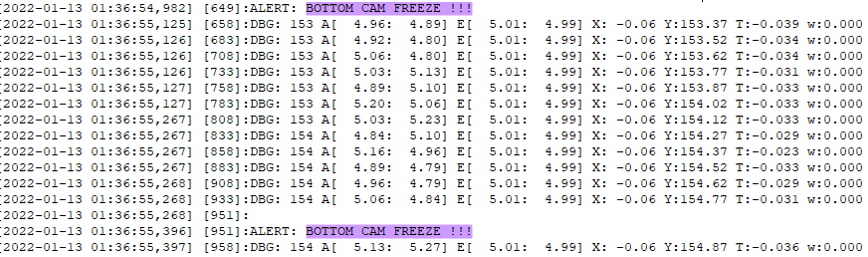 [2022-01-13 01:36:54,982] [649]:ALERT: BOTTOM CAM FREEZE !!!
[2022-01-13 01:36:55,125] [658]:DBG: 153 A[  4.96:  4.89] E[  5.01:  4.99] X: -0.06 Y:153.37 T:-0.039 w:0.000
[2022-01-13 01:36:55,126] [683]:DBG: 153 A[  4.92:  4.80] E[  5.01:  4.99] X: -0.06 Y:153.52 T:-0.034 w:0.000
[2022-01-13 01:36:55,126] [708]:DBG: 153 A[  5.06:  4.80] E[  5.01:  4.99] X: -0.06 Y:153.62 T:-0.034 w:0.000
[2022-01-13 01:36:55,126] [733]:DBG: 153 A[  5.03:  5.13] E[  5.01:  4.99] X: -0.06 Y:153.77 T:-0.031 w:0.000
[2022-01-13 01:36:55,127] [758]:DBG: 153 A[  4.89:  5.10] E[  5.01:  4.99] X: -0.06 Y:153.87 T:-0.033 w:0.000
[2022-01-13 01:36:55,127] [783]:DBG: 153 A[  5.20:  5.06] E[  5.01:  4.99] X: -0.06 Y:154.02 T:-0.033 w:0.000
[2022-01-13 01:36:55,267] [808]:DBG: 153 A[  5.03:  5.23] E[  5.01:  4.99] X: -0.06 Y:154.12 T:-0.033 w:0.000
[2022-01-13 01:36:55,267] [833]:DBG: 154 A[  4.84:  5.10] E[  5.01:  4.99] X: -0.06 Y:154.27 T:-0.029 w:0.000
[2022-01-13 01:36:55,267] [858]:DBG: 154 A[  5.16:  4.96] E[  5.01:  4.99] X: -0.06 Y:154.37 T:-0.023 w:0.000
[2022-01-13 01:36:55,267] [883]:DBG: 154 A[  4.89:  4.79] E[  5.01:  4.99] X: -0.06 Y:154.52 T:-0.033 w:0.000
[2022-01-13 01:36:55,268] [908]:DBG: 154 A[  4.96:  4.79] E[  5.01:  4.99] X: -0.06 Y:154.62 T:-0.029 w:0.000
[2022-01-13 01:36:55,268] [933]:DBG: 154 A[  5.06:  4.84] E[  5.01:  4.99] X: -0.06 Y:154.77 T:-0.031 w:0.000
[2022-01-13 01:36:55,268] [951]:
[2022-01-13 01:36:55,396] [951]:ALERT: BOTTOM CAM FREEZE !!!
[2022-01-13 01:36:55,397] [958]:DBG: 154 A[  5.13:  5.27] E[  5.01:  4.99] X: -0.06 Y:154.87 T:-0.036 w:0.000